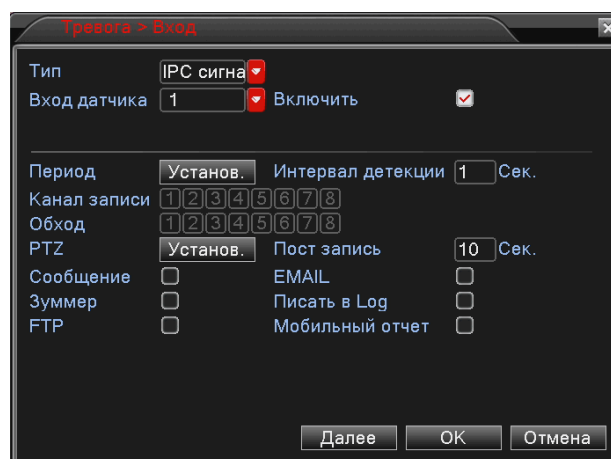 Тревога > Вход
Тип IPC сигна
Вход датчика 1 Включить
Период Установ. Интервал детекции 1 Сек.
Канал записи 1 2 3 4 5 6 7 8
Обход 1 2 3 4 5 6 7 8
PTZ Установ. Пост запись 10 Сек.
Сообщение EMAIL
Зуммер Писать в Log
FTP Мобильный отчет
Далее OK Отмена